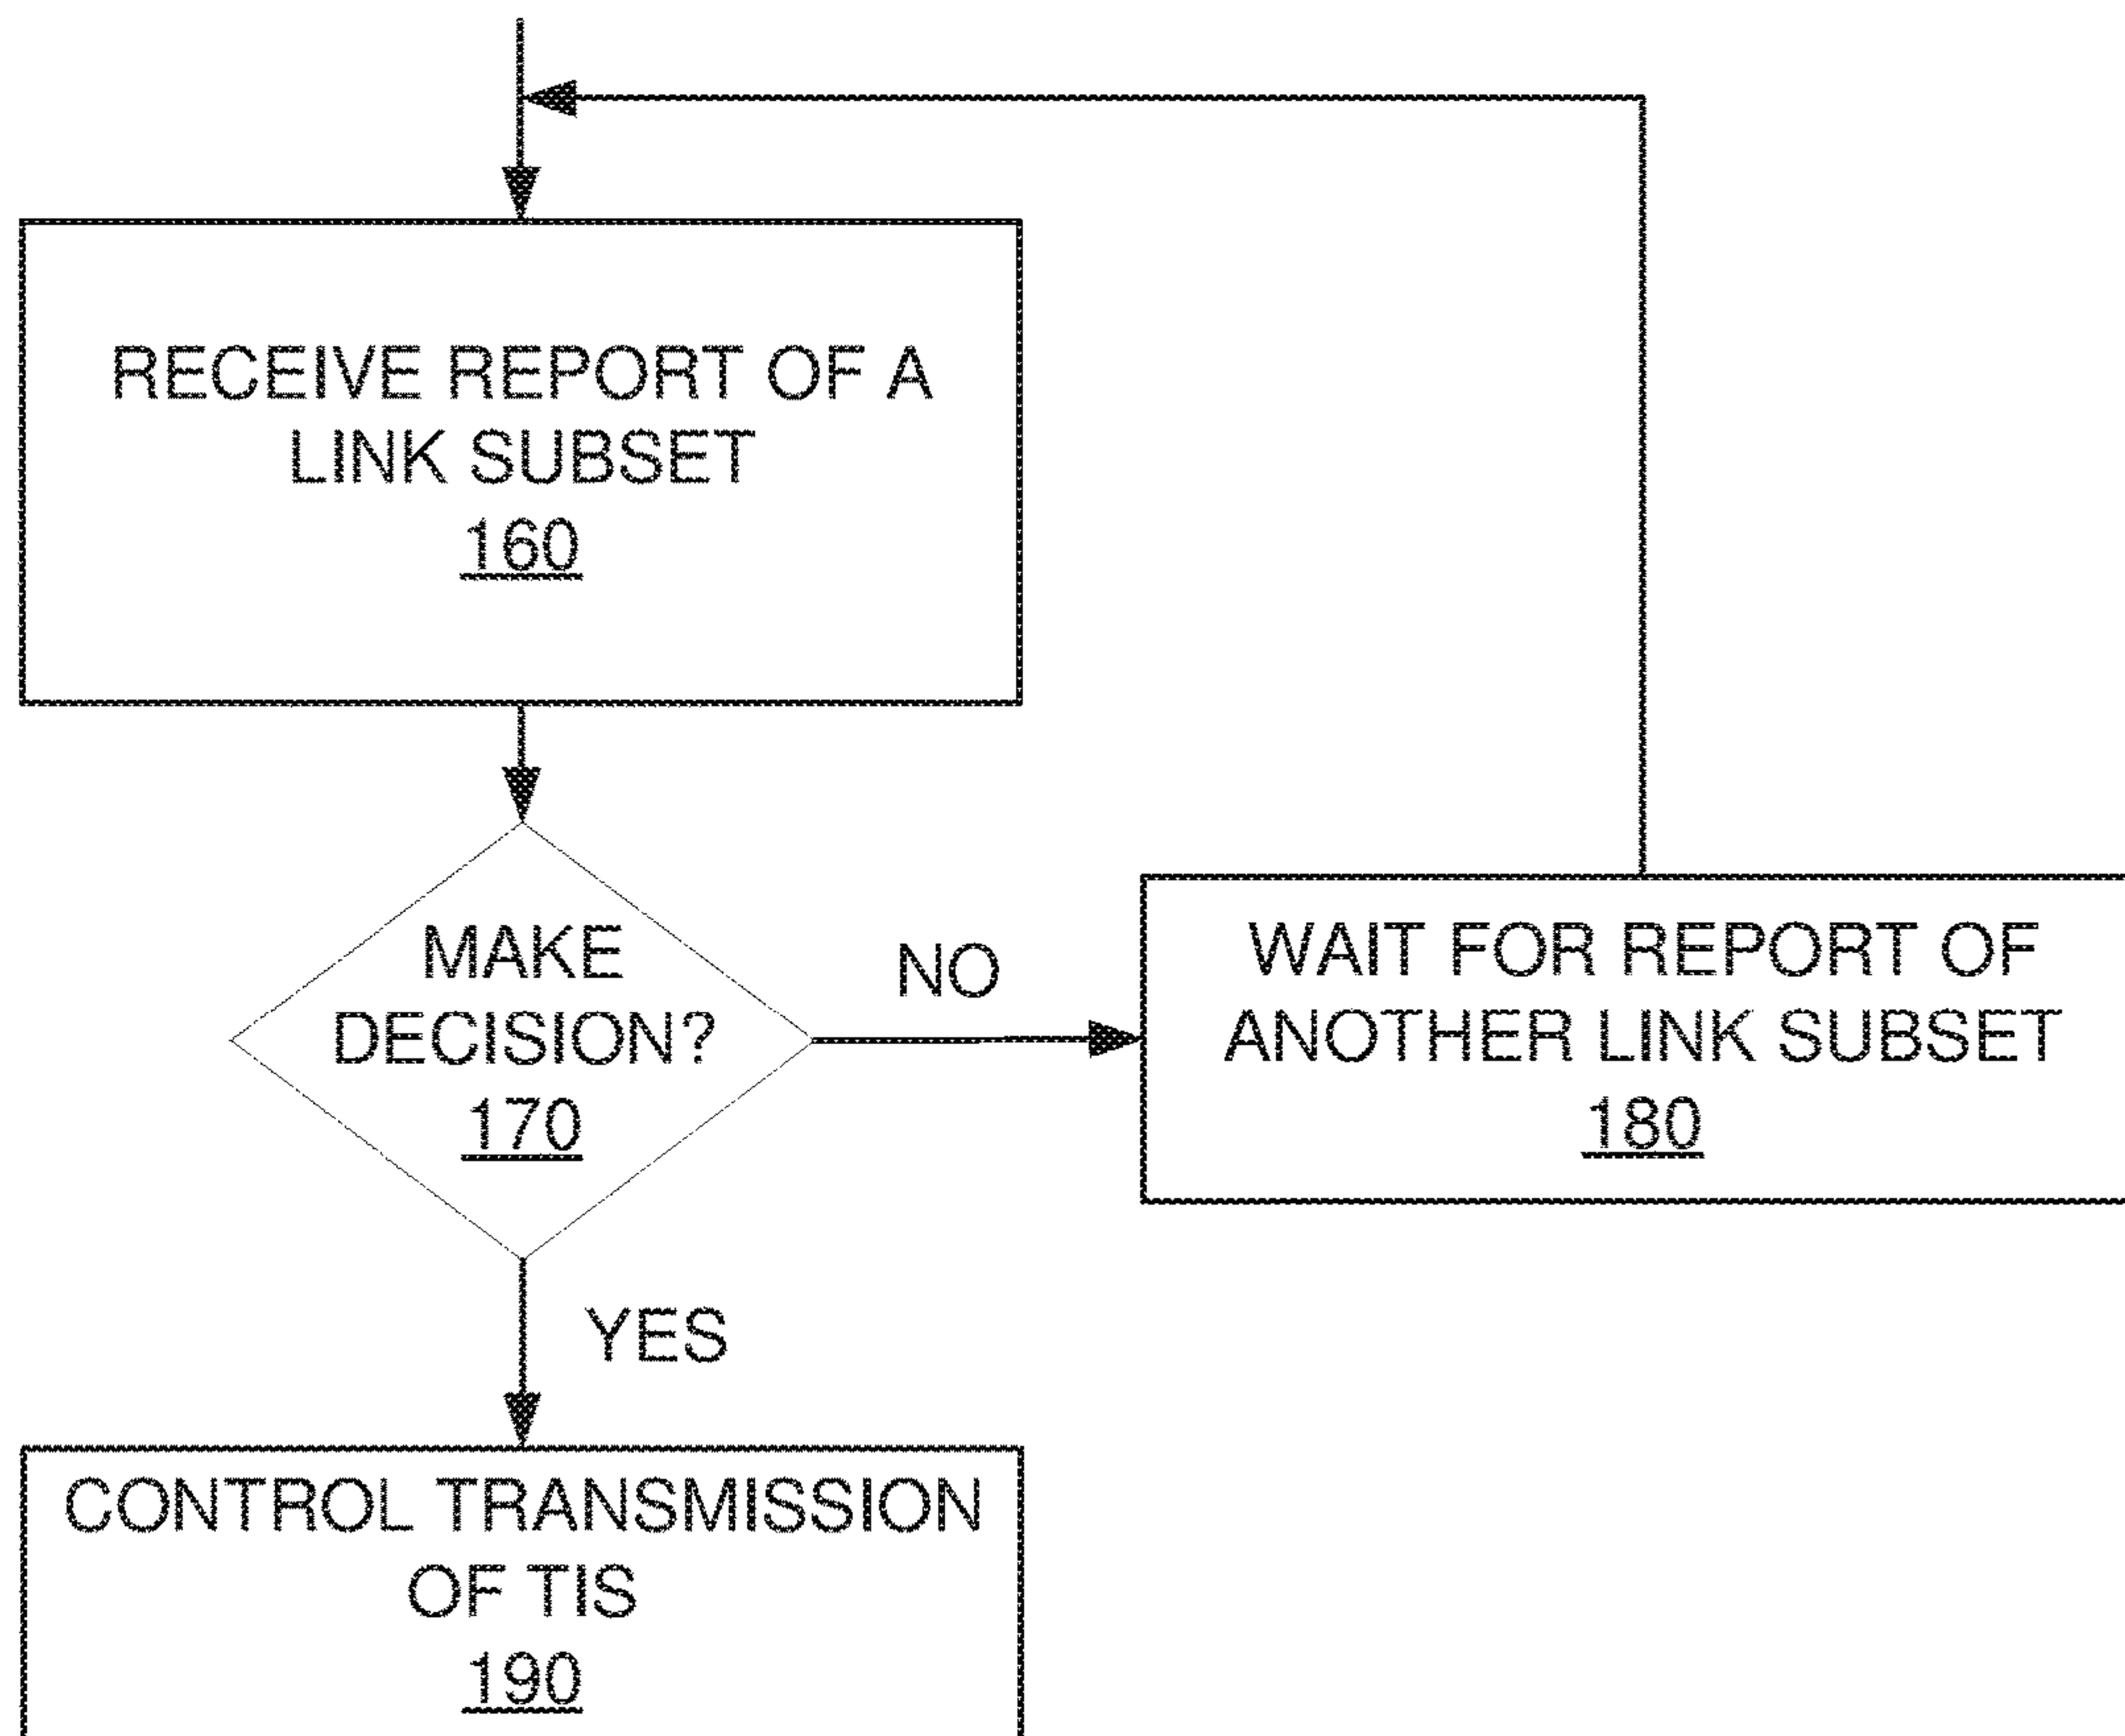 RECEIVE REPORT OF A
LINK SUBSET
160
MAKE
DECISION?
170
NO
WAIT FOR REPORT OF
ANOTHER LINK SUBSET
180
YES
CONTROL TRANSMISSION
OF TIS
190